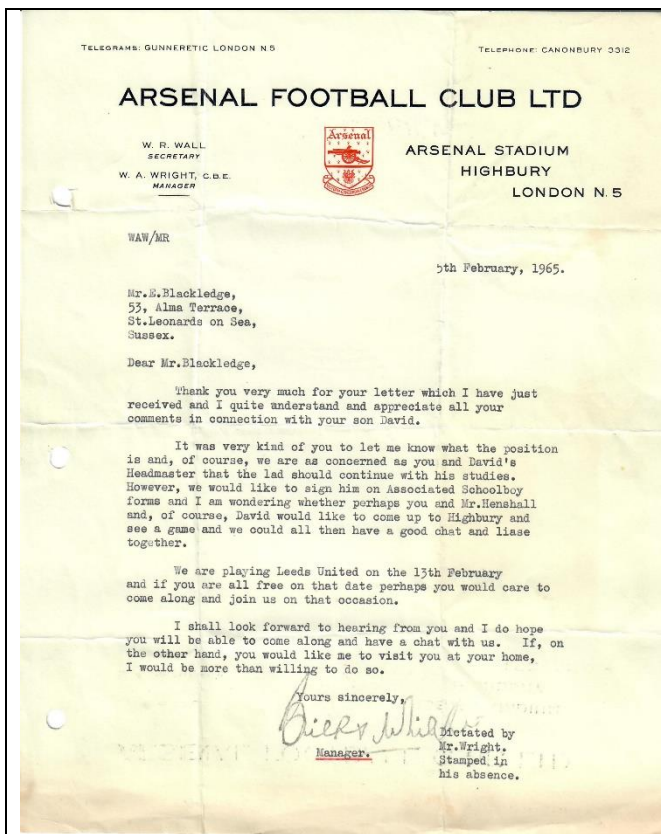 TELEGRAMS: GUNNERETIC LONDON N.5
TELEPHONE: CANONBURY 3312
ARSENAL FOOTBALL CLUB LTD
W. R. WALL
SECRETARY
W. A. WRIGHT, C.B.E.
MANAGER
Arsenal
ARSENAL STADIUM
HIGHBURY
LONDON N.5
WAW/MR
5th February, 1965.
Mr.E.Blackledge,
53, Alma Terrace,
St.Leonards on Sea,
Sussex.
Dear Mr.Blackledge,
Thank you very much for your letter which I have just
received and I quite understand and appreciate all your
comments in connection with your son David.
It was very kind of you to let me know what the position
is and, of course, we are as concerned as you and David's
Headmaster that the lad should continue with his studies.
However, we would like to sign him on Associated Schoolboy
forms and I am wondering whether perhaps you and Mr.Henshall
and, of course, David would like to come up to Highbury and
see a game and we could all then have a good chat and liase
together.
We are playing Leeds United on the 13th February
and if you are all free on that date perhaps you would care to
come along and join us on that occasion.
I shall look forward to hearing from you and I do hope
you will be able to come along and have a chat with us. If, on
the other hand, you would like me to visit you at your home,
I would be more than willing to do so.
Yours sincerely,
Manager.
Dictated by
Mr.Wright.
Stamped in
his absence.